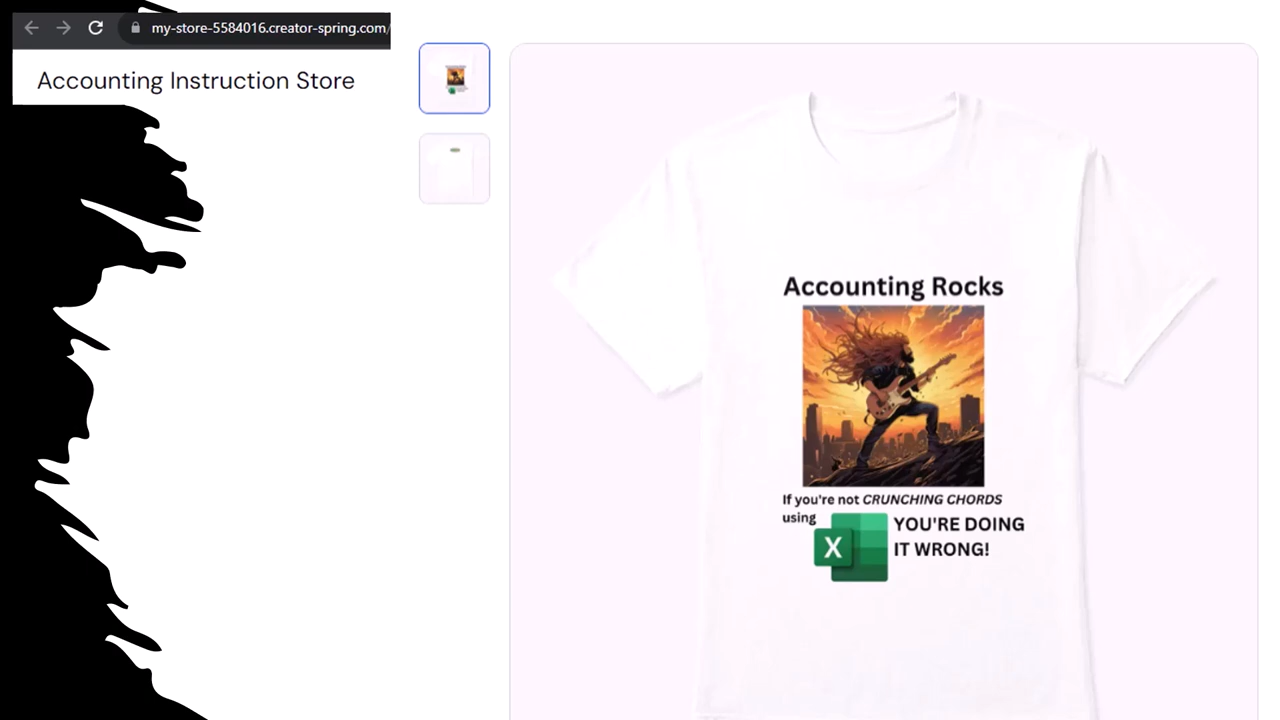 my-store-5584016.creator-spring.com/
Accounting Instruction Store
Accounting Rocks
If you're not CRUNCHING CHORDS
using
X
YOU'RE DOING
IT WRONG!